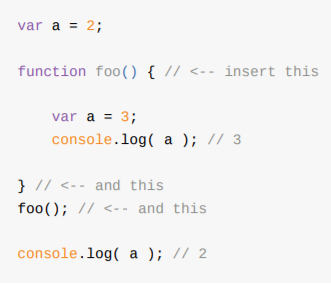 var a = 2;
function foo() { // <-- insert this
var a = 3;
console.log( a ); // 3
} // <-- and this
foo(); // <-- and this
console.log( a ); // 2